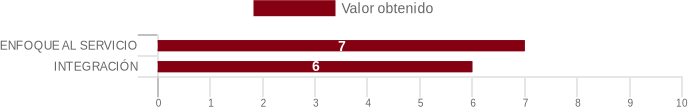 Valor obtenido
ENFOQUE AL SERVICIO 7
INTEGRACIÓN 6
0 1 2 3 4 5 6 7 8 9 10